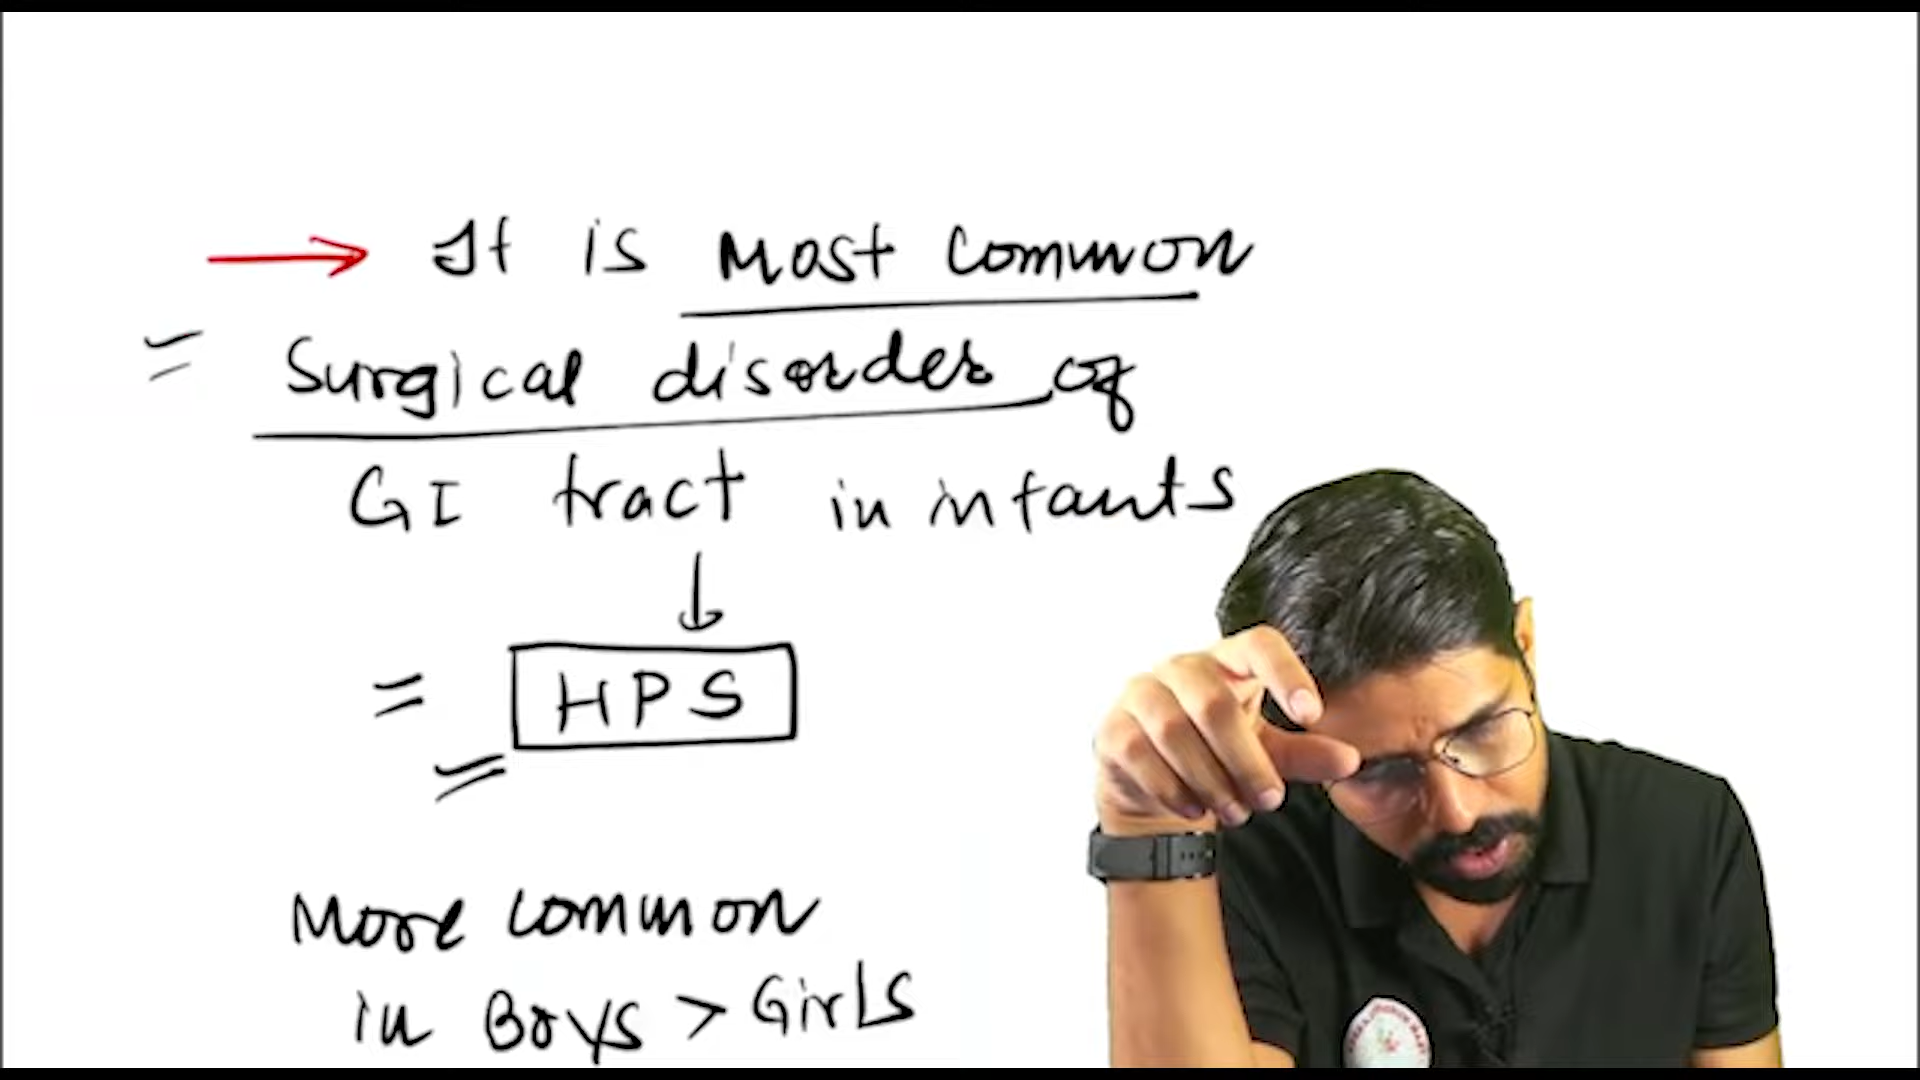 It is Most Common
Surgical disorder of
GI tract in infants
HPS
More common
in Boys > Girls